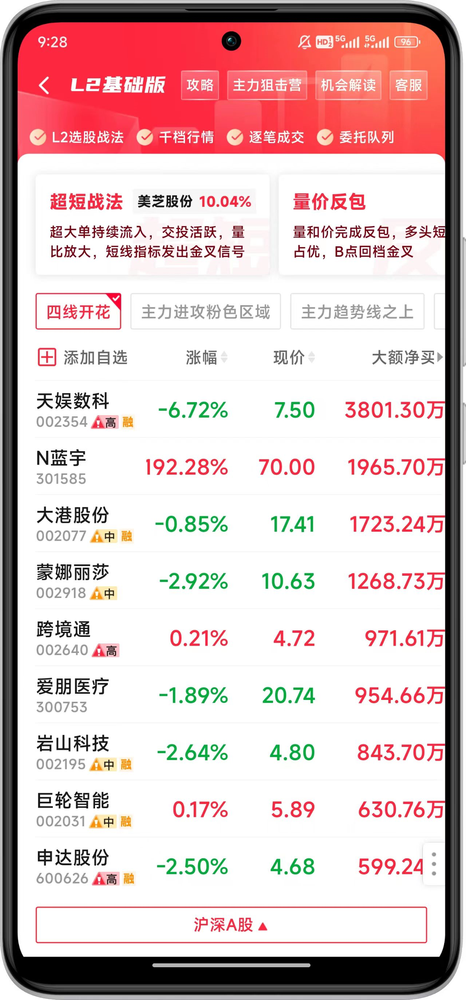 9:28
HD 1 2 5G 5G 96
L2基础版 攻略 主力狙击营 机会解读 客服
L2选股战法 千档行情 逐笔成交 委托队列
超短战法 美芝股份 10.04%
超大单持续流入，交投活跃，量
比放大，短线指标发出金叉信号
量价反包
量和价完成反包，多头短
占优，B点回档金叉
四线开花 主力进攻粉色区域 主力趋势线之上
添加自选 涨幅 现价 大额净买
天娱数科 -6.72% 7.50 3801.30万
002354 高 融
N蓝宇 192.28% 70.00 1965.70万
301585
大港股份 -0.85% 17.41 1723.24万
002077 中 融
蒙娜丽莎 -2.92% 10.63 1268.73万
002918 中
跨境通 0.21% 4.72 971.61万
002640 高
爱朋医疗 -1.89% 20.74 954.66万
300753
岩山科技 -2.64% 4.80 843.70万
002195 中 融
巨轮智能 0.17% 5.89 630.76万
002031 中 融
申达股份 -2.50% 4.68 599.24
600626 高 融
沪深A股